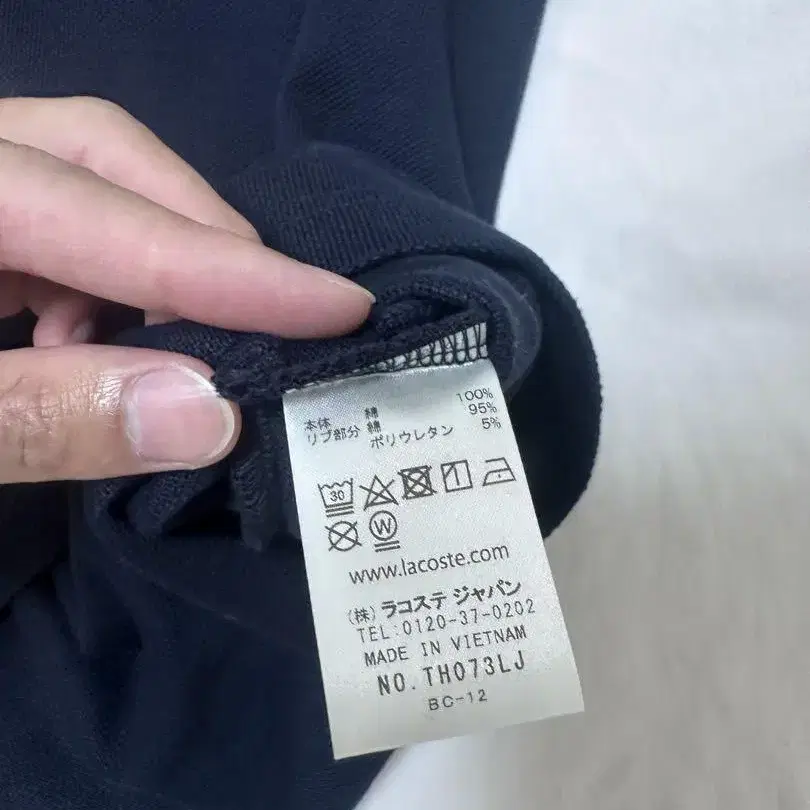 本体 綿 100%
リブ部分 綿 95%
ポリウレタン 5%
30
W
www.lacoste.com
(株) ラコステ ジャパン
TEL:0120-37-0202
MADE IN VIETNAM
NO. TH073LJ
BC-12